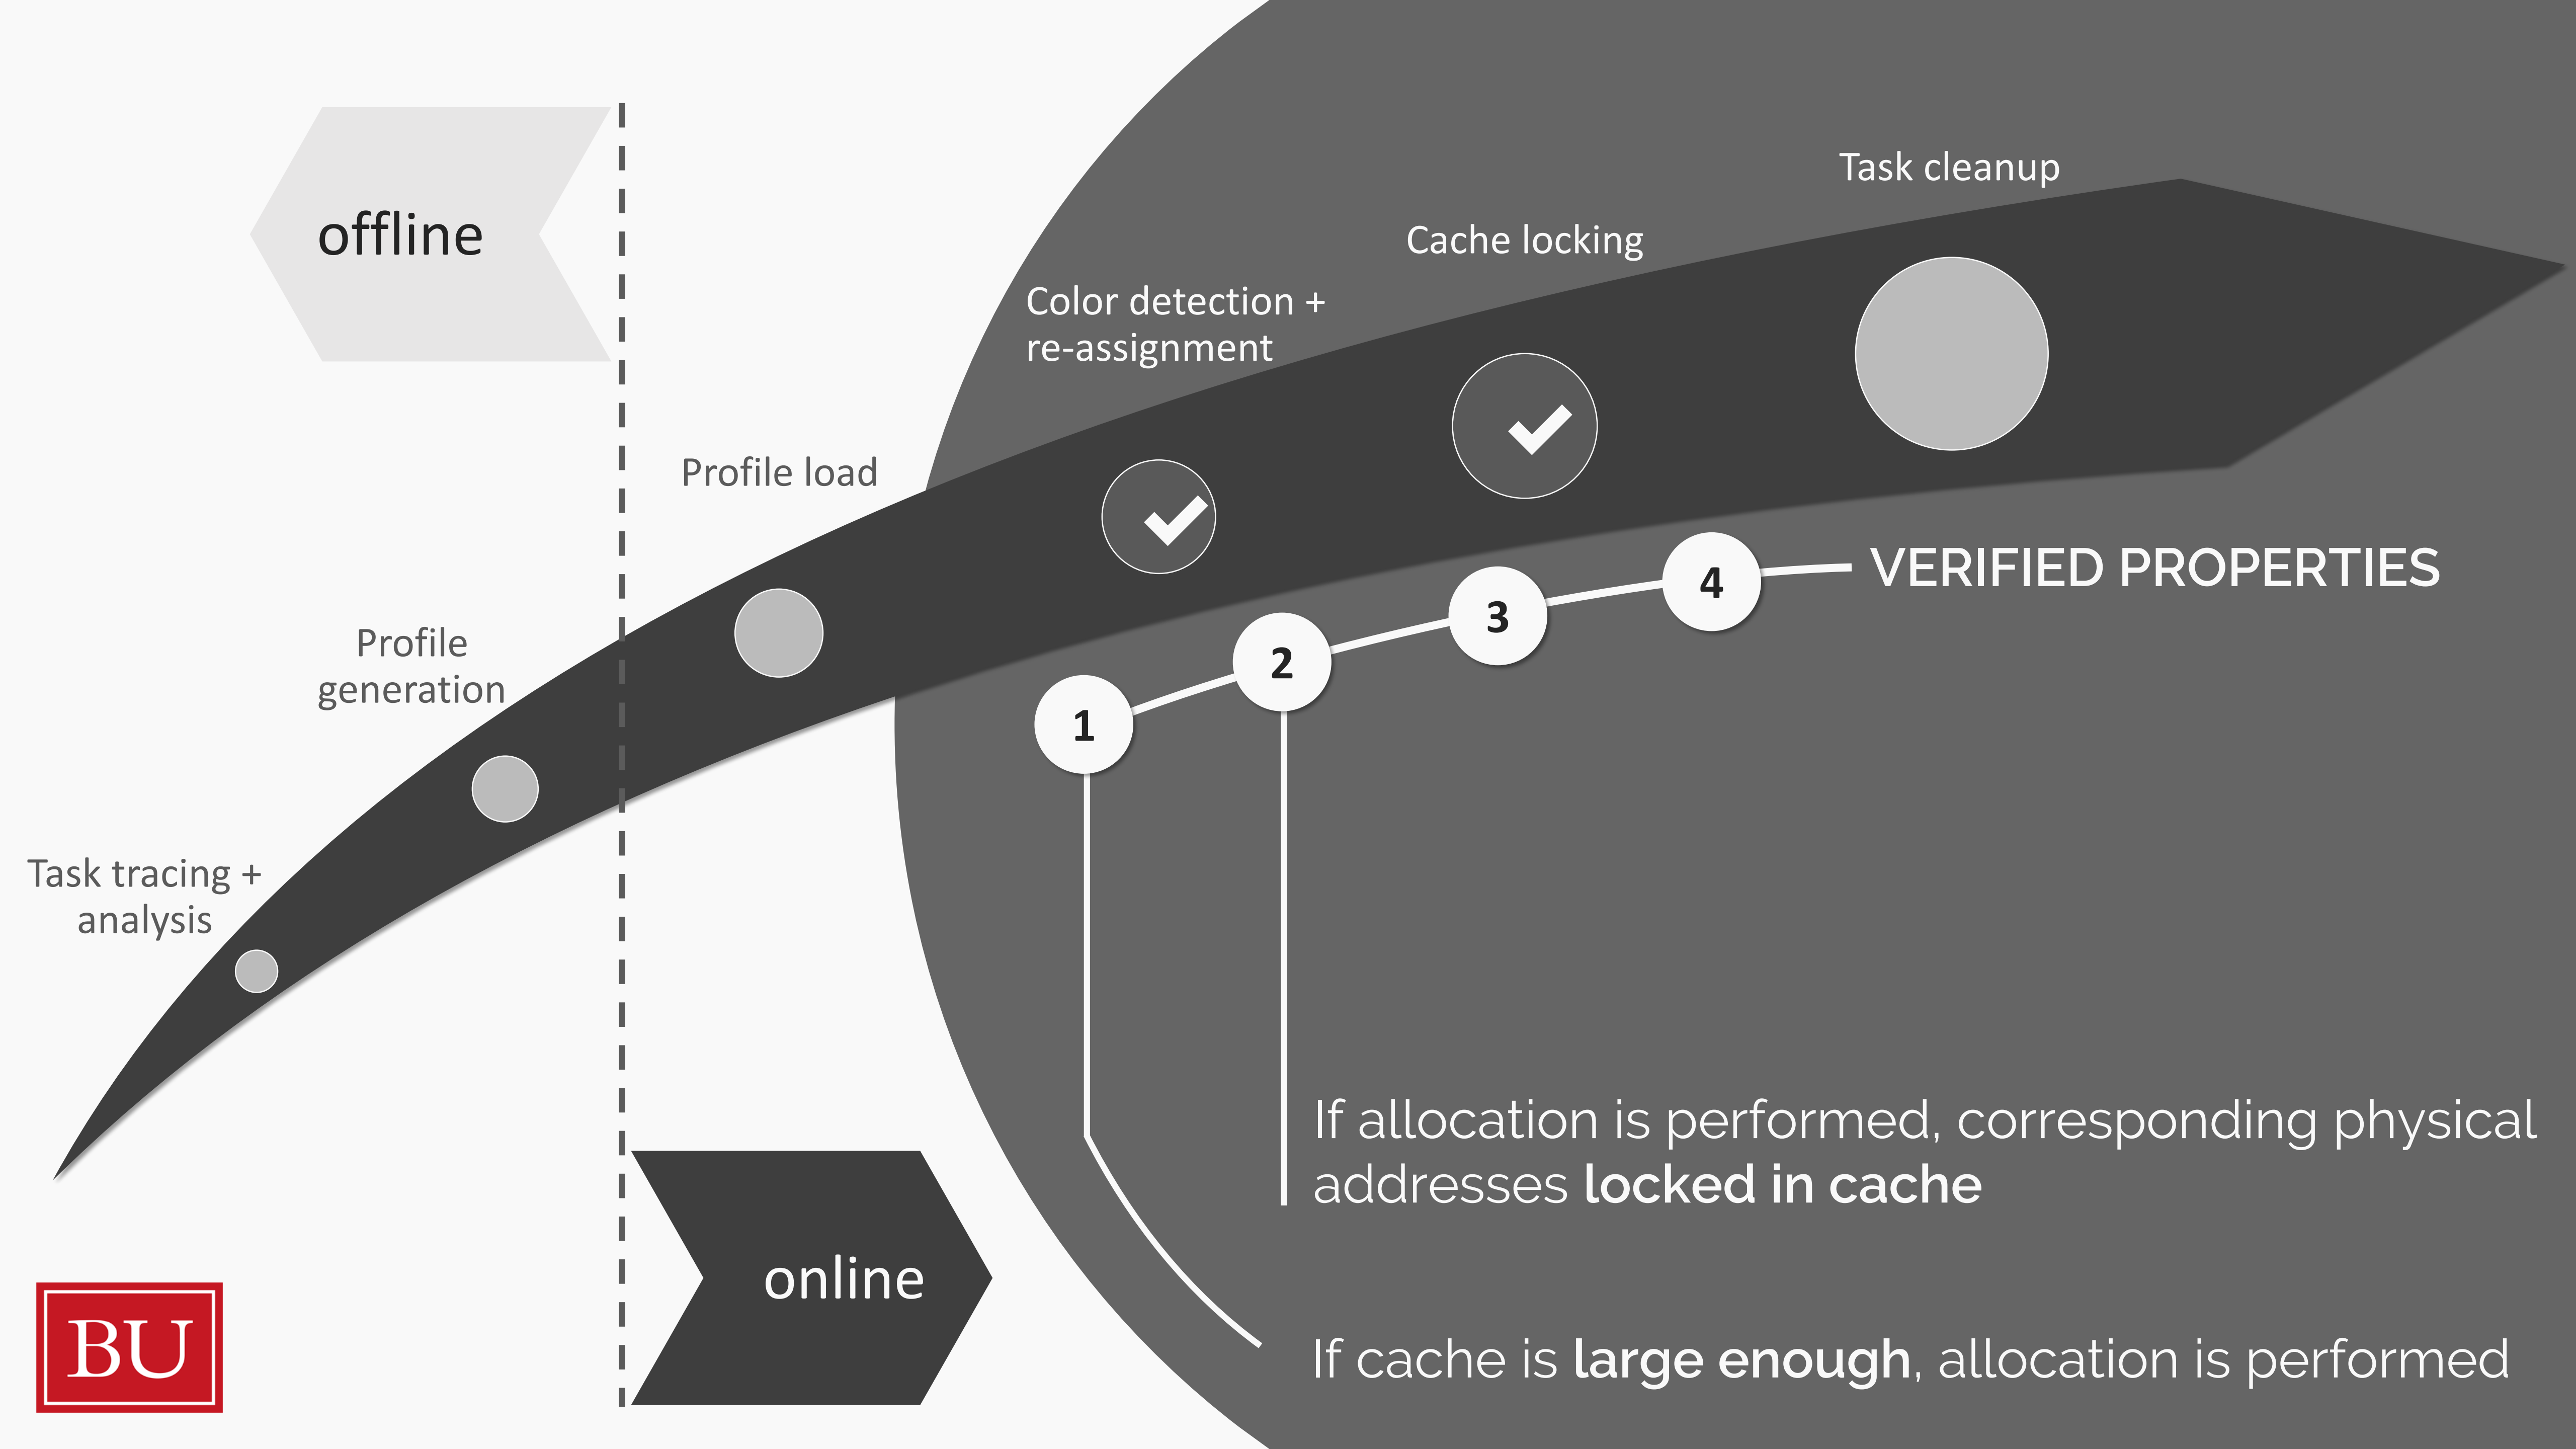 offline
Task cleanup
Cache locking
Color detection +
re-assignment
Profile load
Profile
generation
Task tracing +
analysis
1
2
3
4
VERIFIED PROPERTIES
If allocation is performed, corresponding physical
addresses locked in cache
online
If cache is large enough, allocation is performed
BU